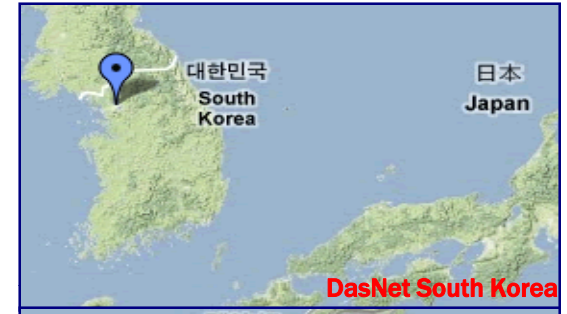 대한민국
South
Korea
日本
Japan
DasNet South Korea